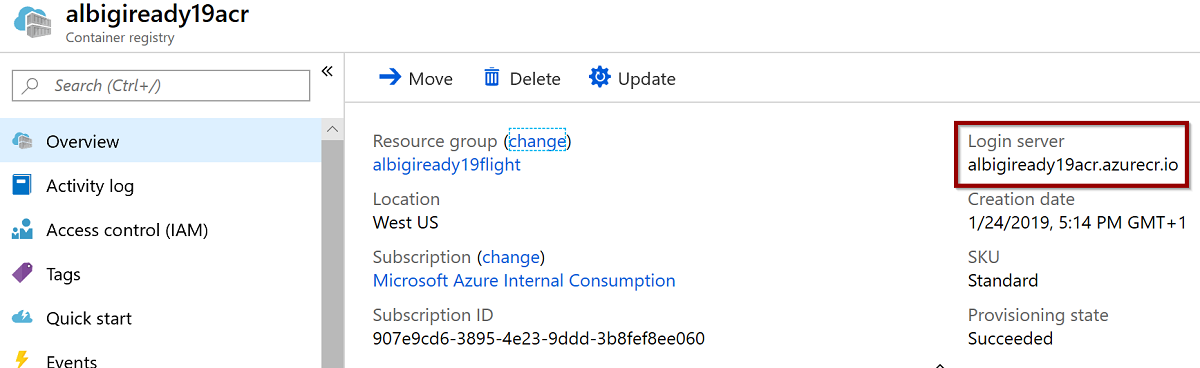 albigiready19acr
Container registry
Search (Ctrl+/)
«
Overview
Activity log
Access control (IAM)
Tags
Quick start
Events
Move Delete Update
Resource group (change)
albigiready19flight
Location
West US
Subscription (change)
Microsoft Azure Internal Consumption
Subscription ID
907e9cd6-3895-4e23-9ddd-3b8fef8ee060
Login server
albigiready19acr.azurecr.io
Creation date
1/24/2019, 5:14 PM GMT+1
SKU
Standard
Provisioning state
Succeeded